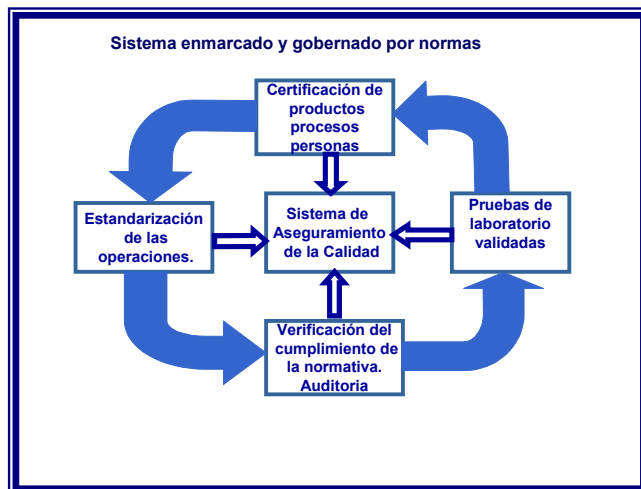 Sistema enmarcado y gobernado por normas
Certificación de
productos
procesos
personas
Estandarización
de las
operaciones.
Sistema de
Aseguramiento
de la Calidad
Pruebas de
laboratorio
validadas
Verificación del
cumplimiento de
la normativa.
Auditoria